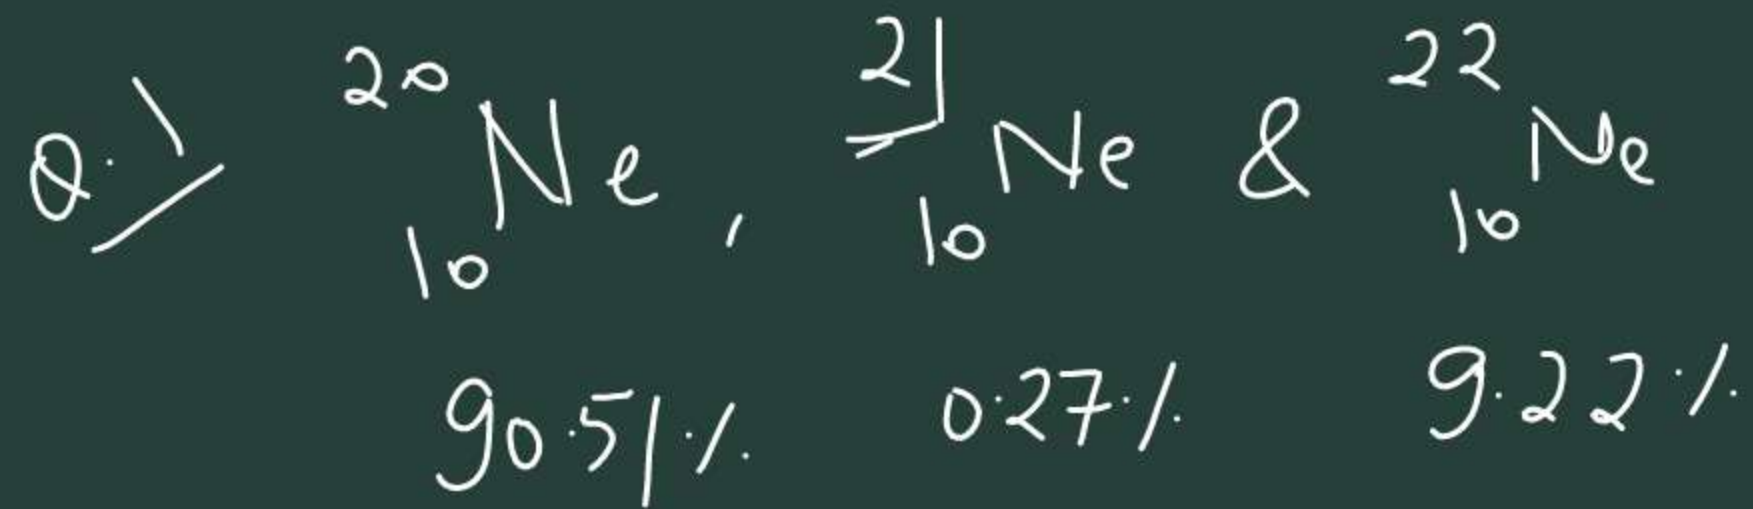 Q.1 ²⁰₁₀Ne, ²¹₁₀Ne & ²²₁₀Ne
90.51% 0.27% 9.22%